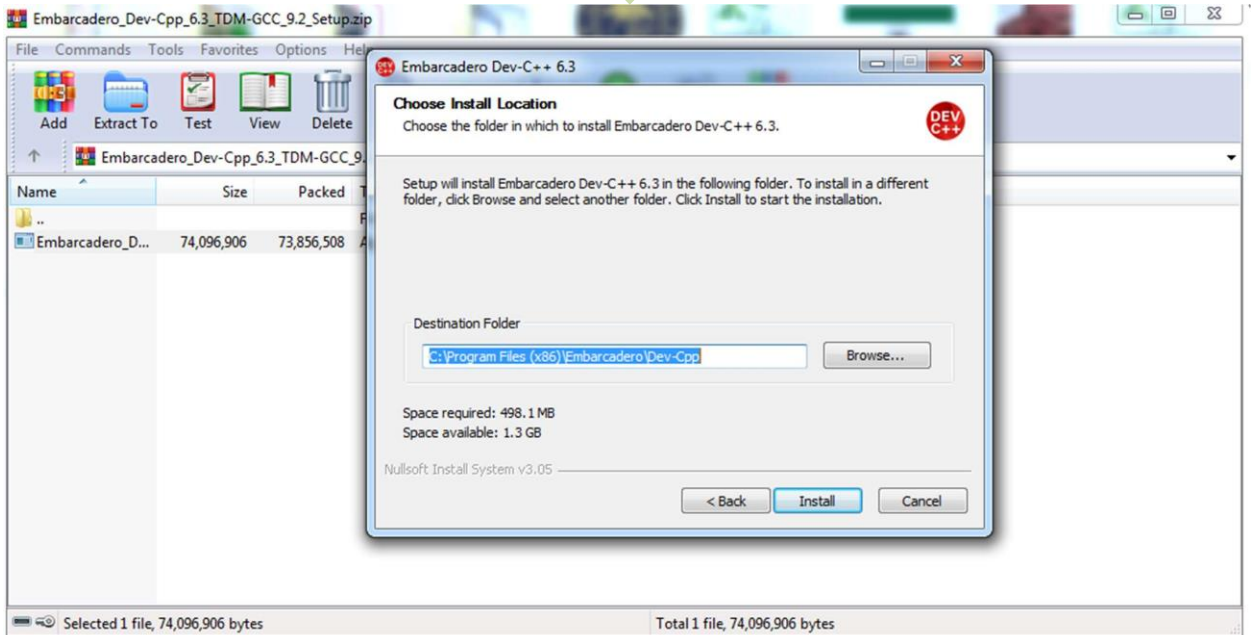 Embarcadero_Dev-Cpp_6.3_TDM-GCC_9.2_Setup.zip
File Commands Tools Favorites Options Hel
Add Extract To Test View Delete
Embarcadero_Dev-Cpp_6.3_TDM-GCC_9.
Name Size Packed
..
Embarcadero_D... 74,096,906 73,856,508
Embarcadero Dev-C++ 6.3
Choose Install Location
Choose the folder in which to install Embarcadero Dev-C++ 6.3.
DEV
C++
Setup will install Embarcadero Dev-C++ 6.3 in the following folder. To install in a different
folder, click Browse and select another folder. Click Install to start the installation.
Destination Folder
C:\Program Files (x86)\Embarcadero\Dev-Cpp
Browse...
Space required: 498.1 MB
Space available: 1.3 GB
Nullsoft Install System v3.05
< Back Install Cancel
Selected 1 file, 74,096,906 bytes
Total 1 file, 74,096,906 bytes